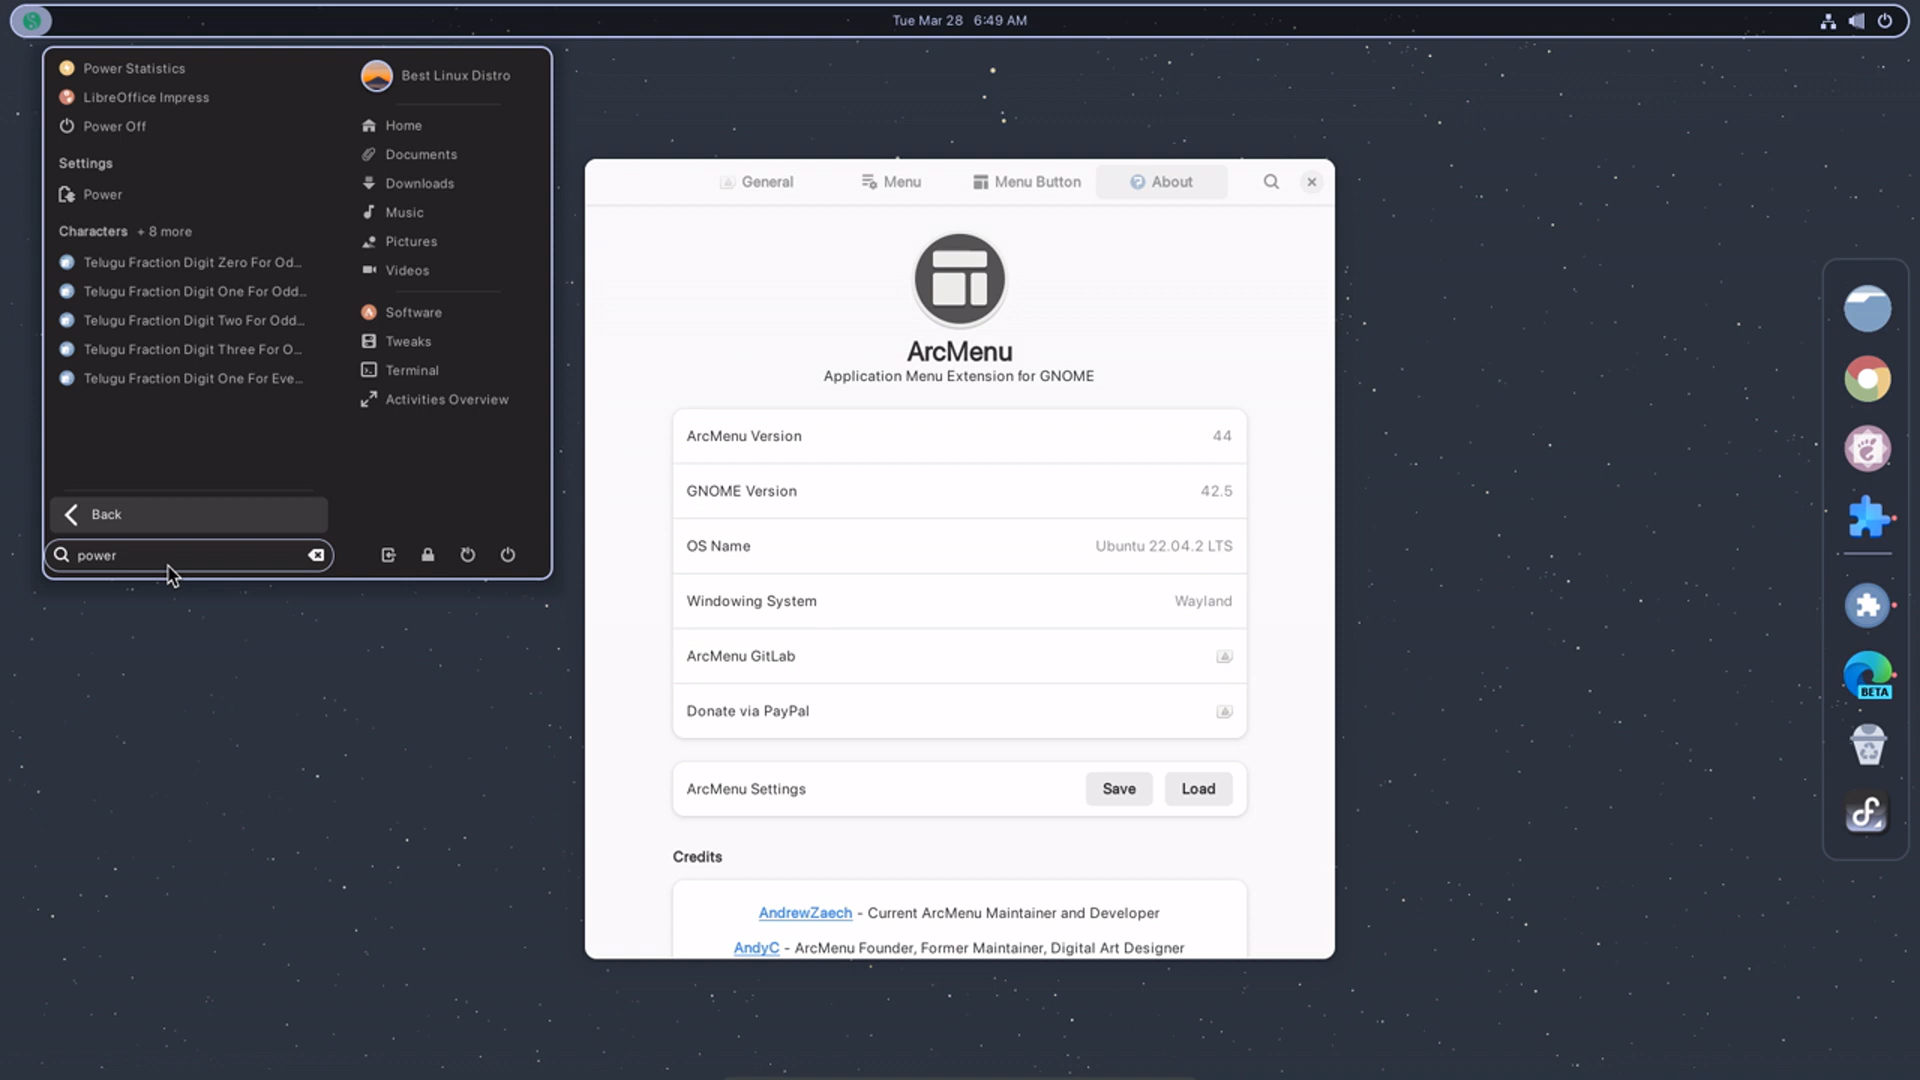 Tue Mar 28 6:49 AM
Power Statistics
LibreOffice Impress
Power Off
Settings
Power
Characters + 8 more
Telugu Fraction Digit Zero For Od...
Telugu Fraction Digit One For Odd...
Telugu Fraction Digit Two For Odd...
Telugu Fraction Digit Three For O...
Telugu Fraction Digit One For Eve...
Back
power
Best Linux Distro
Home
Documents
Downloads
Music
Pictures
Videos
Software
Tweaks
Terminal
Activities Overview
General Menu Menu Button About
ArcMenu
Application Menu Extension for GNOME
ArcMenu Version 44
GNOME Version 42.5
OS Name Ubuntu 22.04.2 LTS
Windowing System Wayland
ArcMenu GitLab
Donate via PayPal
ArcMenu Settings Save Load
Credits
AndrewZaech - Current ArcMenu Maintainer and Developer
AndyC - ArcMenu Founder, Former Maintainer, Digital Art Designer
BETA